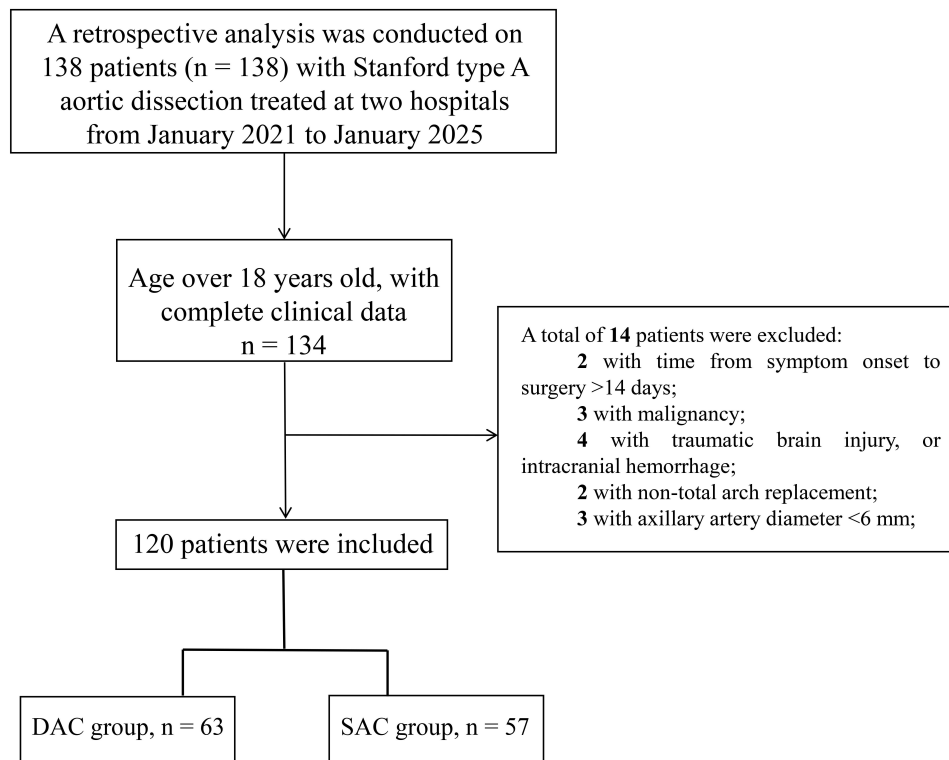 A retrospective analysis was conducted on
138 patients (n = 138) with Stanford type A
aortic dissection treated at two hospitals
from January 2021 to January 2025
Age over 18 years old, with
complete clinical data
n = 134
A total of 14 patients were excluded:
2 with time from symptom onset to
surgery >14 days;
3 with malignancy;
4 with traumatic brain injury, or
intracranial hemorrhage;
2 with non-total arch replacement;
3 with axillary artery diameter <6 mm;
120 patients were included
DAC group, n = 63
SAC group, n = 57